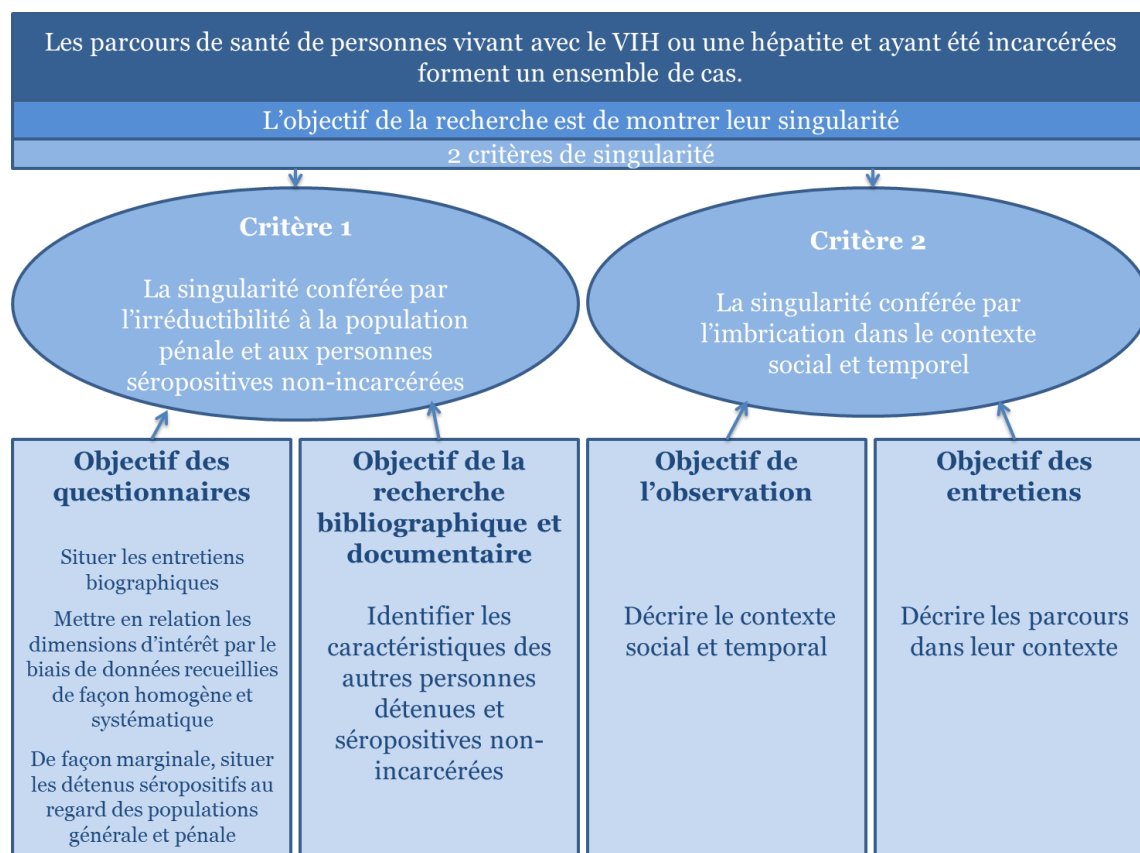 Les parcours de santé de personnes vivant avec le VIH ou une hépatite et ayant été incarcérées
forment un ensemble de cas.
L'objectif de la recherche est de montrer leur singularité
2 critères de singularité
Critère 1
La singularité conférée par
l'irréductibilité à la population
pénale et aux personnes
séropositives non-incarcérées
Critère 2
La singularité conférée par
l'imbrication dans le contexte
social et temporel
Objectif des
questionnaires
Situer les entretiens
biographiques
Mettre en relation les
dimensions d'intérêt par le
biais de données recueillies
de façon homogène et
systématique
De façon marginale, situer
les détenus séropositifs au
regard des populations
générale et pénale
Objectif de la
recherche
bibliographique et
documentaire
Identifier les
caractéristiques des
autres personnes
détenues et
séropositives non-
incarcérées
Objectif de
l'observation
Décrire le contexte
social et temporal
Objectif des
entretiens
Décrire les parcours
dans leur contexte